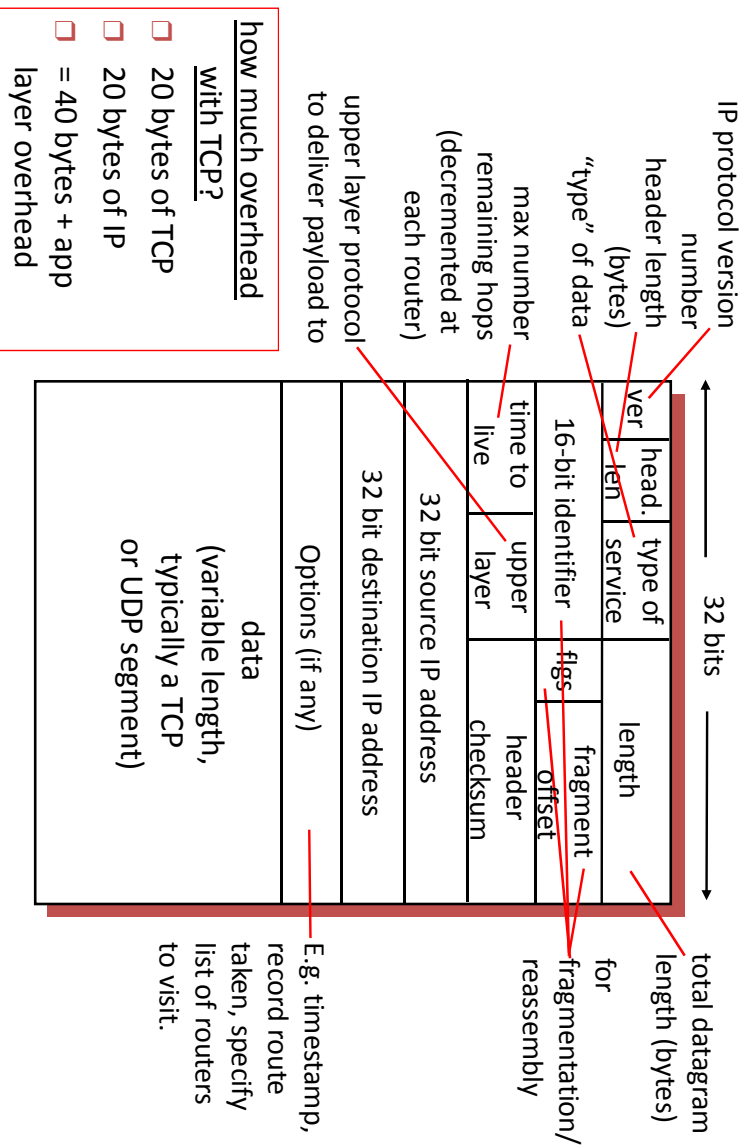 IP protocol version
number
header length
(bytes)
“type” of data
max number
remaining hops
(decremented at
each router)
upper layer protocol
to deliver payload to
how much overhead
with TCP?
❑ 20 bytes of TCP
❑ 20 bytes of IP
❑ = 40 bytes + app
layer overhead
32 bits
ver
head.
len
type of
service
length
16-bit identifier
flgs
fragment
offset
time to
live
upper
layer
header
checksum
32 bit source IP address
32 bit destination IP address
Options (if any)
data
(variable length,
typically a TCP
or UDP segment)
total datagram
length (bytes)
for
fragmentation/
reassembly
E.g. timestamp,
record route
taken, specify
list of routers
to visit.